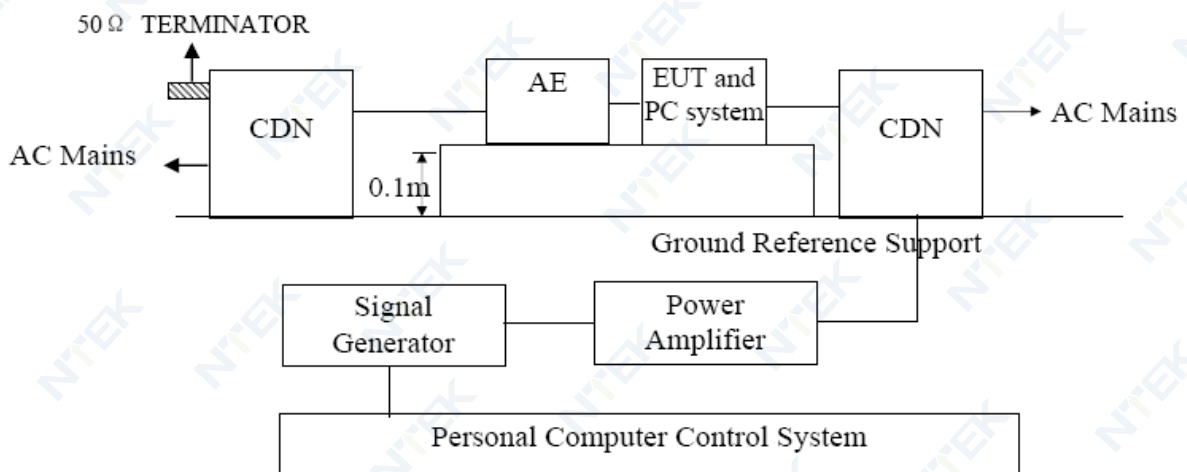 50Ω TERMINATOR
AE
EUT and
PC system
CDN
CDN
AC Mains
AC Mains
0.1m
Ground Reference Support
Signal
Generator
Power
Amplifier
Personal Computer Control System
NTEK